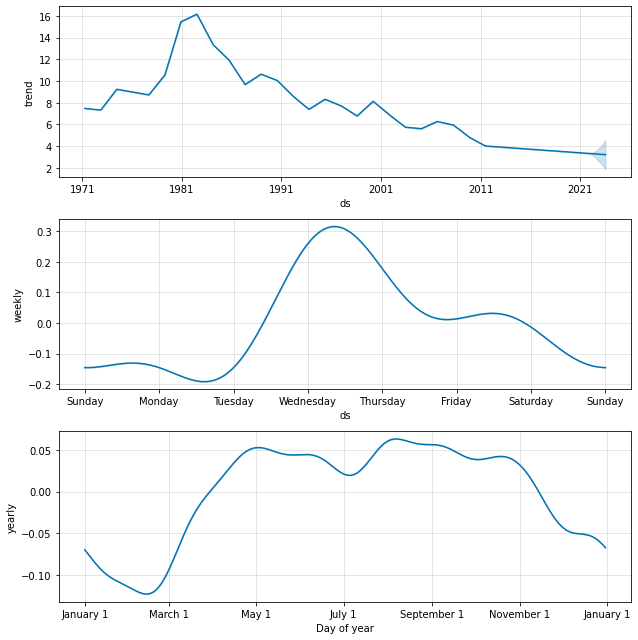 trend
16
14
12
10
8
6
4
2
1971 1981 1991 2001 2011 2021
ds
weekly
0.3
0.2
0.1
0.0
−0.1
−0.2
Sunday Monday Tuesday Wednesday Thursday Friday Saturday Sunday
ds
yearly
0.05
0.00
−0.05
−0.10
January 1 March 1 May 1 July 1 September 1 November 1 January 1
Day of year